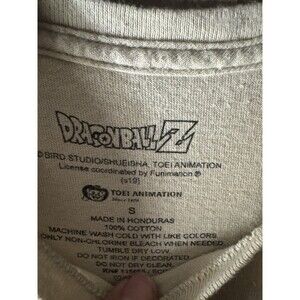 DRAGONBALL Z
© BIRD STUDIO/SHUEISHA, TOEI ANIMATION
License coordinated by Funimation®
(s19)
TOEI ANIMATION
S
MADE IN HONDURAS
100% COTTON
MACHINE WASH COLD WITH LIKE COLORS.
ONLY NON-CHLORINE BLEACH WHEN NEEDED.
TUMBLE DRY LOW.
DO NOT IRON IF DECORATED.
DO NOT DRY CLEAN.